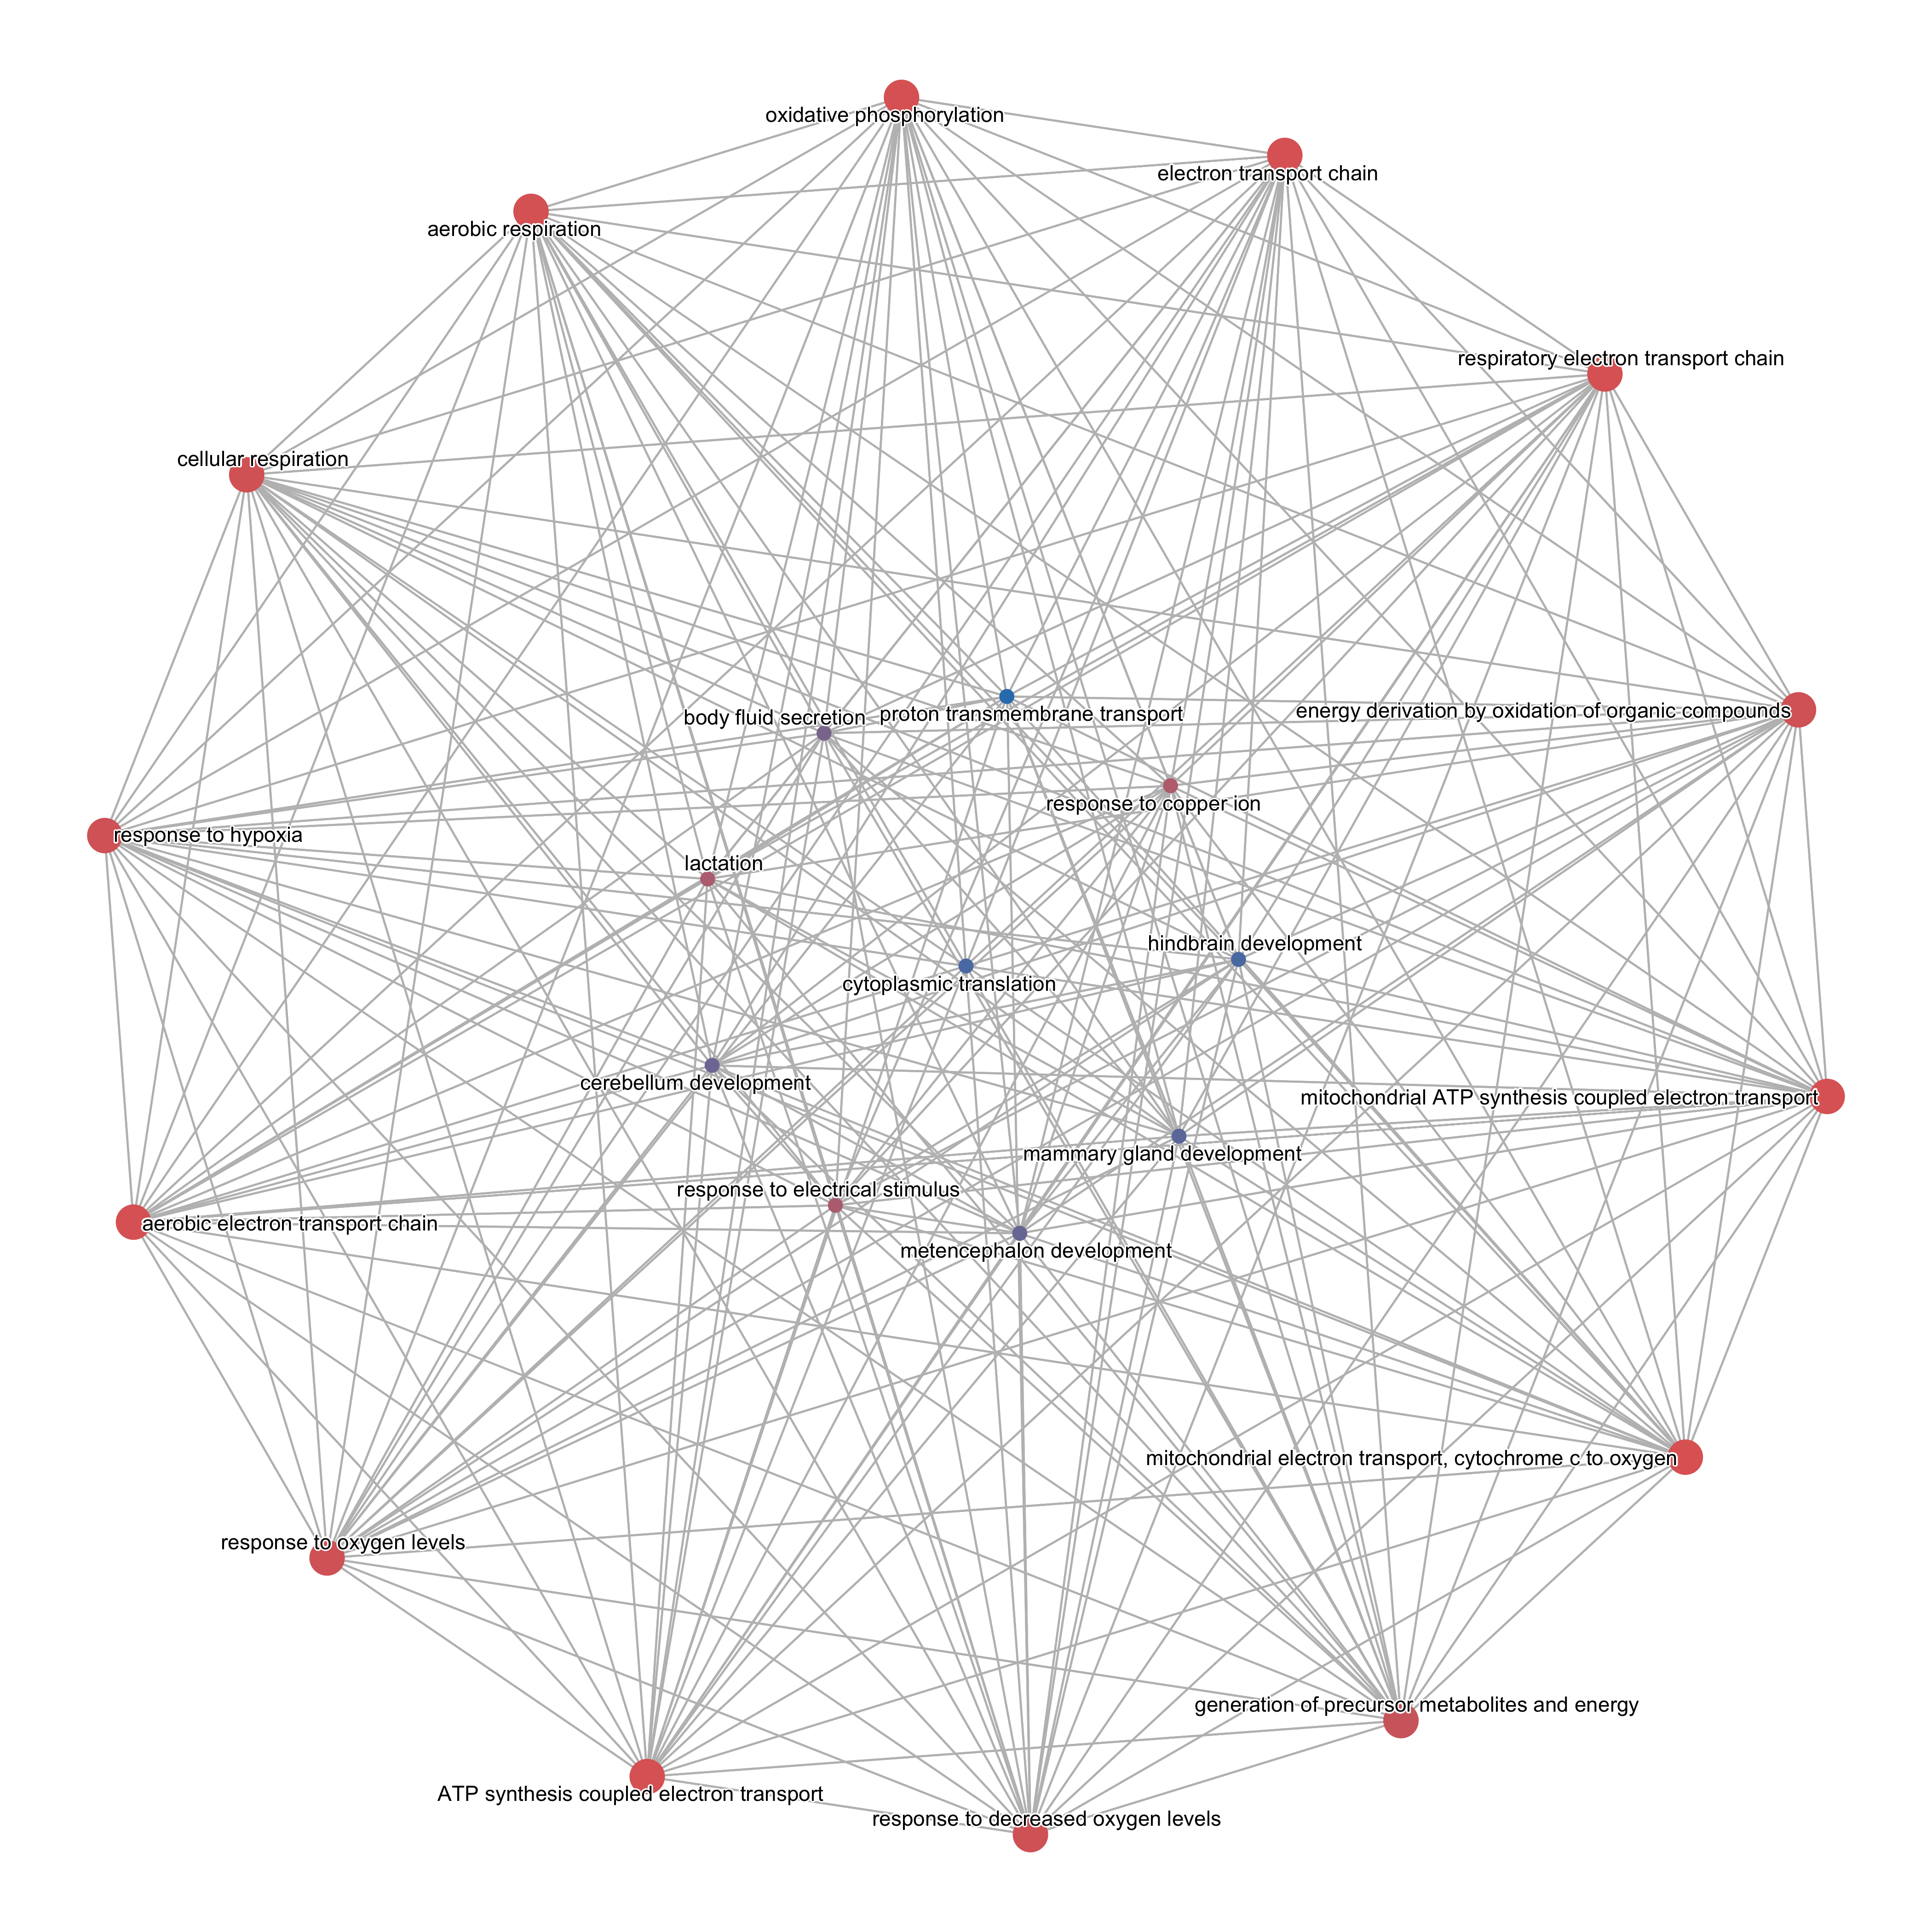 oxidative phosphorylation
electron transport chain
aerobic respiration
respiratory electron transport chain
cellular respiration
energy derivation by oxidation of organic compounds
proton transmembrane transport
body fluid secretion
response to copper ion
response to hypoxia
lactation
hindbrain development
cytoplasmic translation
cerebellum development
mitochondrial ATP synthesis coupled electron transport
mammary gland development
response to electrical stimulus
aerobic electron transport chain
metencephalon development
mitochondrial electron transport, cytochrome c to oxygen
response to oxygen levels
generation of precursor metabolites and energy
ATP synthesis coupled electron transport
response to decreased oxygen levels